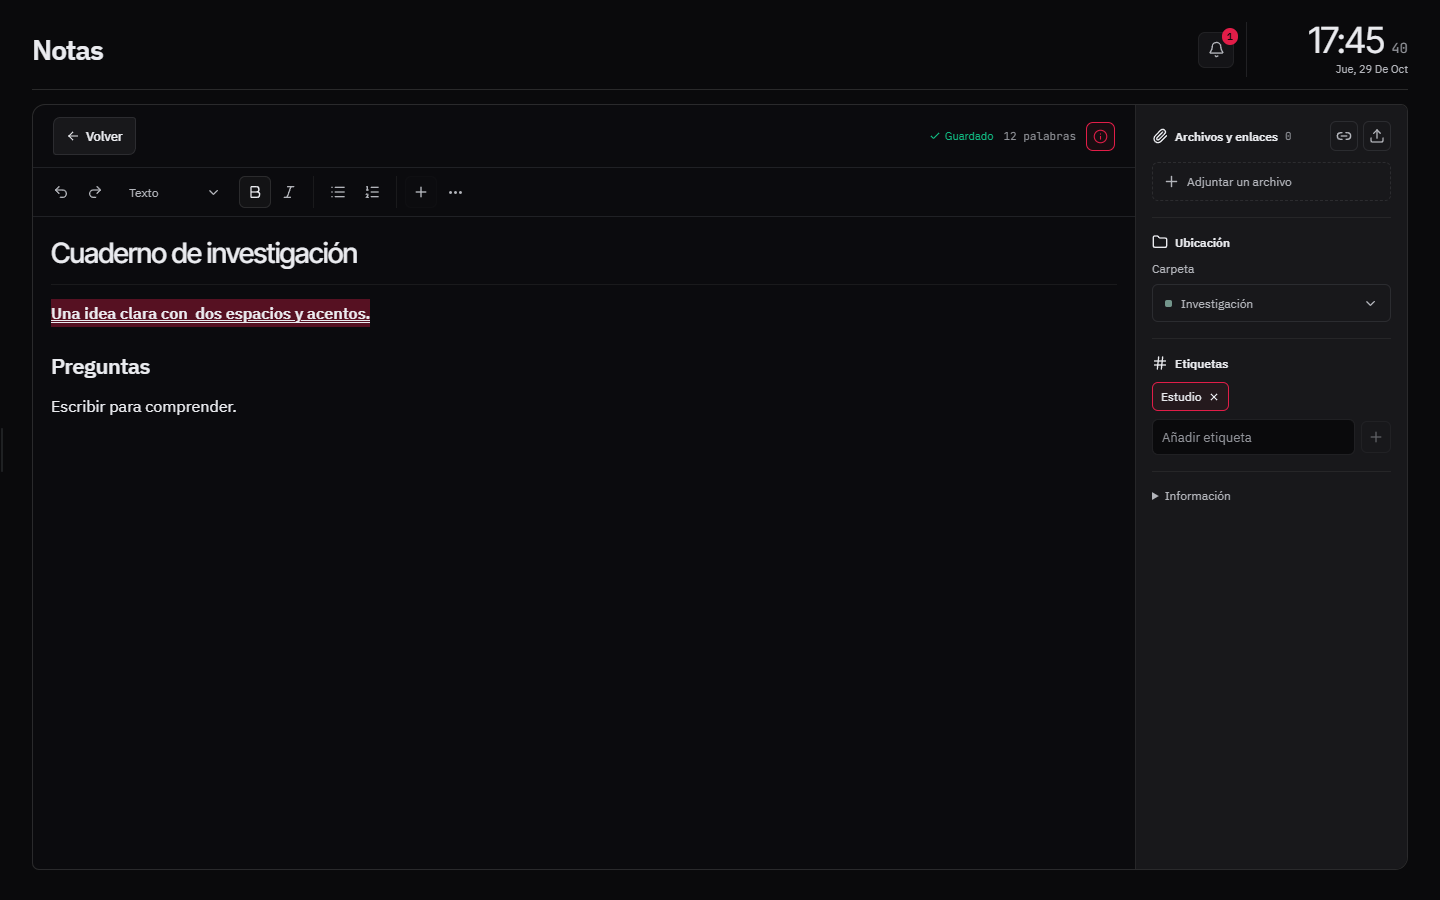 Notas
1
17:45 40
Jue, 29 De Oct
Volver
Guardado 12 palabras
Texto
Cuaderno de investigación
Una idea clara con  dos espacios y acentos.
Preguntas
Escribir para comprender.
Archivos y enlaces 0
Adjuntar un archivo
Ubicación
Carpeta
Investigación
Etiquetas
Estudio
Añadir etiqueta
Información